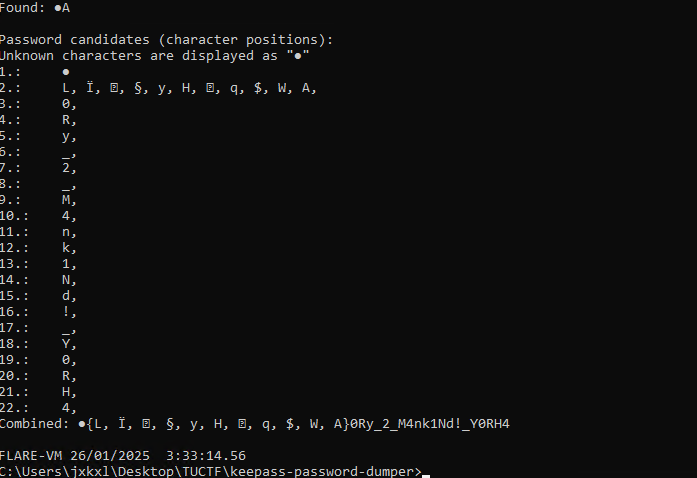 Found: ●A
Password candidates (character positions):
Unknown characters are displayed as "●"
1.: ●
2.: L, Ï, ⍰, §, y, H, ⍰, q, $, W, A,
3.: 0,
4.: R,
5.: y,
6.: _,
7.: 2,
8.: _,
9.: M,
10.: 4,
11.: n,
12.: k,
13.: 1,
14.: N,
15.: d,
16.: !,
17.: _,
18.: Y,
19.: 0,
20.: R,
21.: H,
22.: 4,
Combined: ●{L, Ï, ⍰, §, y, H, ⍰, q, $, W, A}0Ry_2_M4nk1Nd!_Y0RH4
FLARE-VM 26/01/2025 3:33:14.56
C:\Users\jxkxl\Desktop\TUCTF\keepass-password-dumper>_